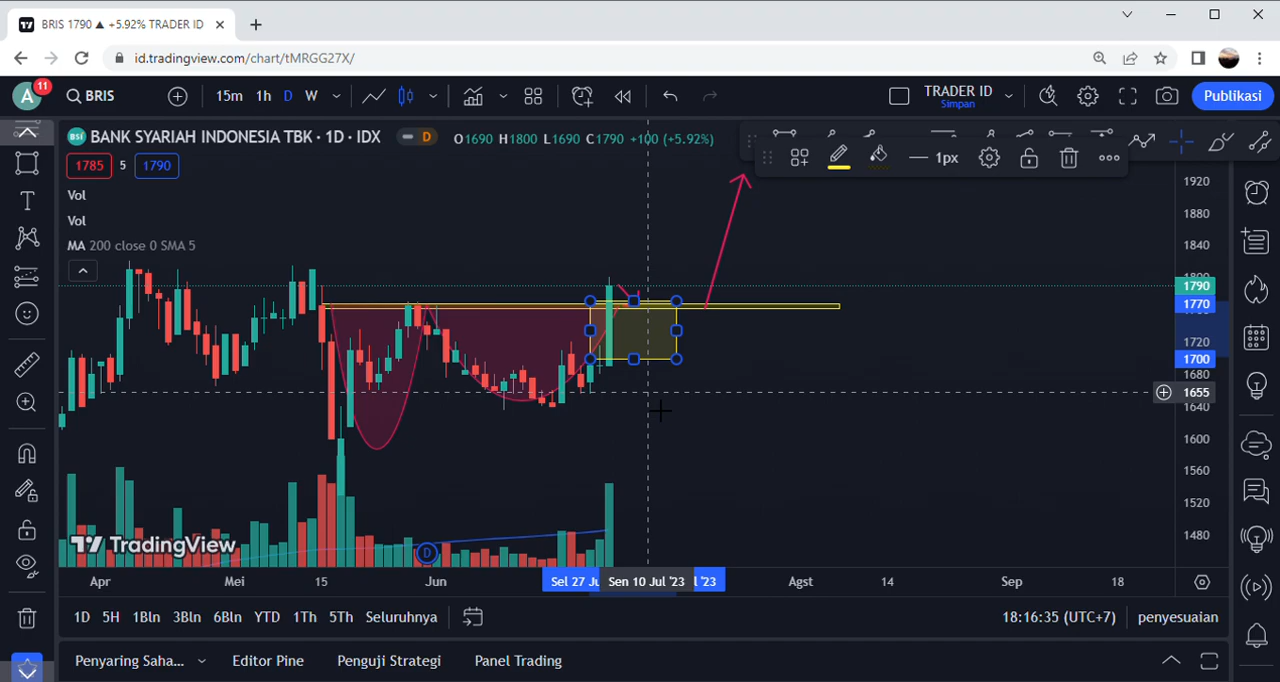 BRIS 1790 ▲ +5.92% TRADER ID
id.tradingview.com/chart/tMRGG27X/
A 11 BRIS 15m 1h D W TRADER ID Simpan Publikasi
BSI BANK SYARIAH INDONESIA TBK · 1D · IDX D O1690 H1800 L1690 C1790 +100 (+5.92%)
1785 5 1790
1px
Vol
Vol
MA 200 close 0 SMA 5
1920
1880
1840
1790
1770
1720
1700
1680
1655
1640
1600
1560
1520
1480
TradingView
D
Apr Mei 15 Jun Sel 27 Ju Sen 10 Jul '23 l '23 Agst 14 Sep 18
1D 5H 1Bln 3Bln 6Bln YTD 1Th 5Th Seluruhnya 18:16:35 (UTC+7) penyesuaian
Penyaring Saha... Editor Pine Penguji Strategi Panel Trading